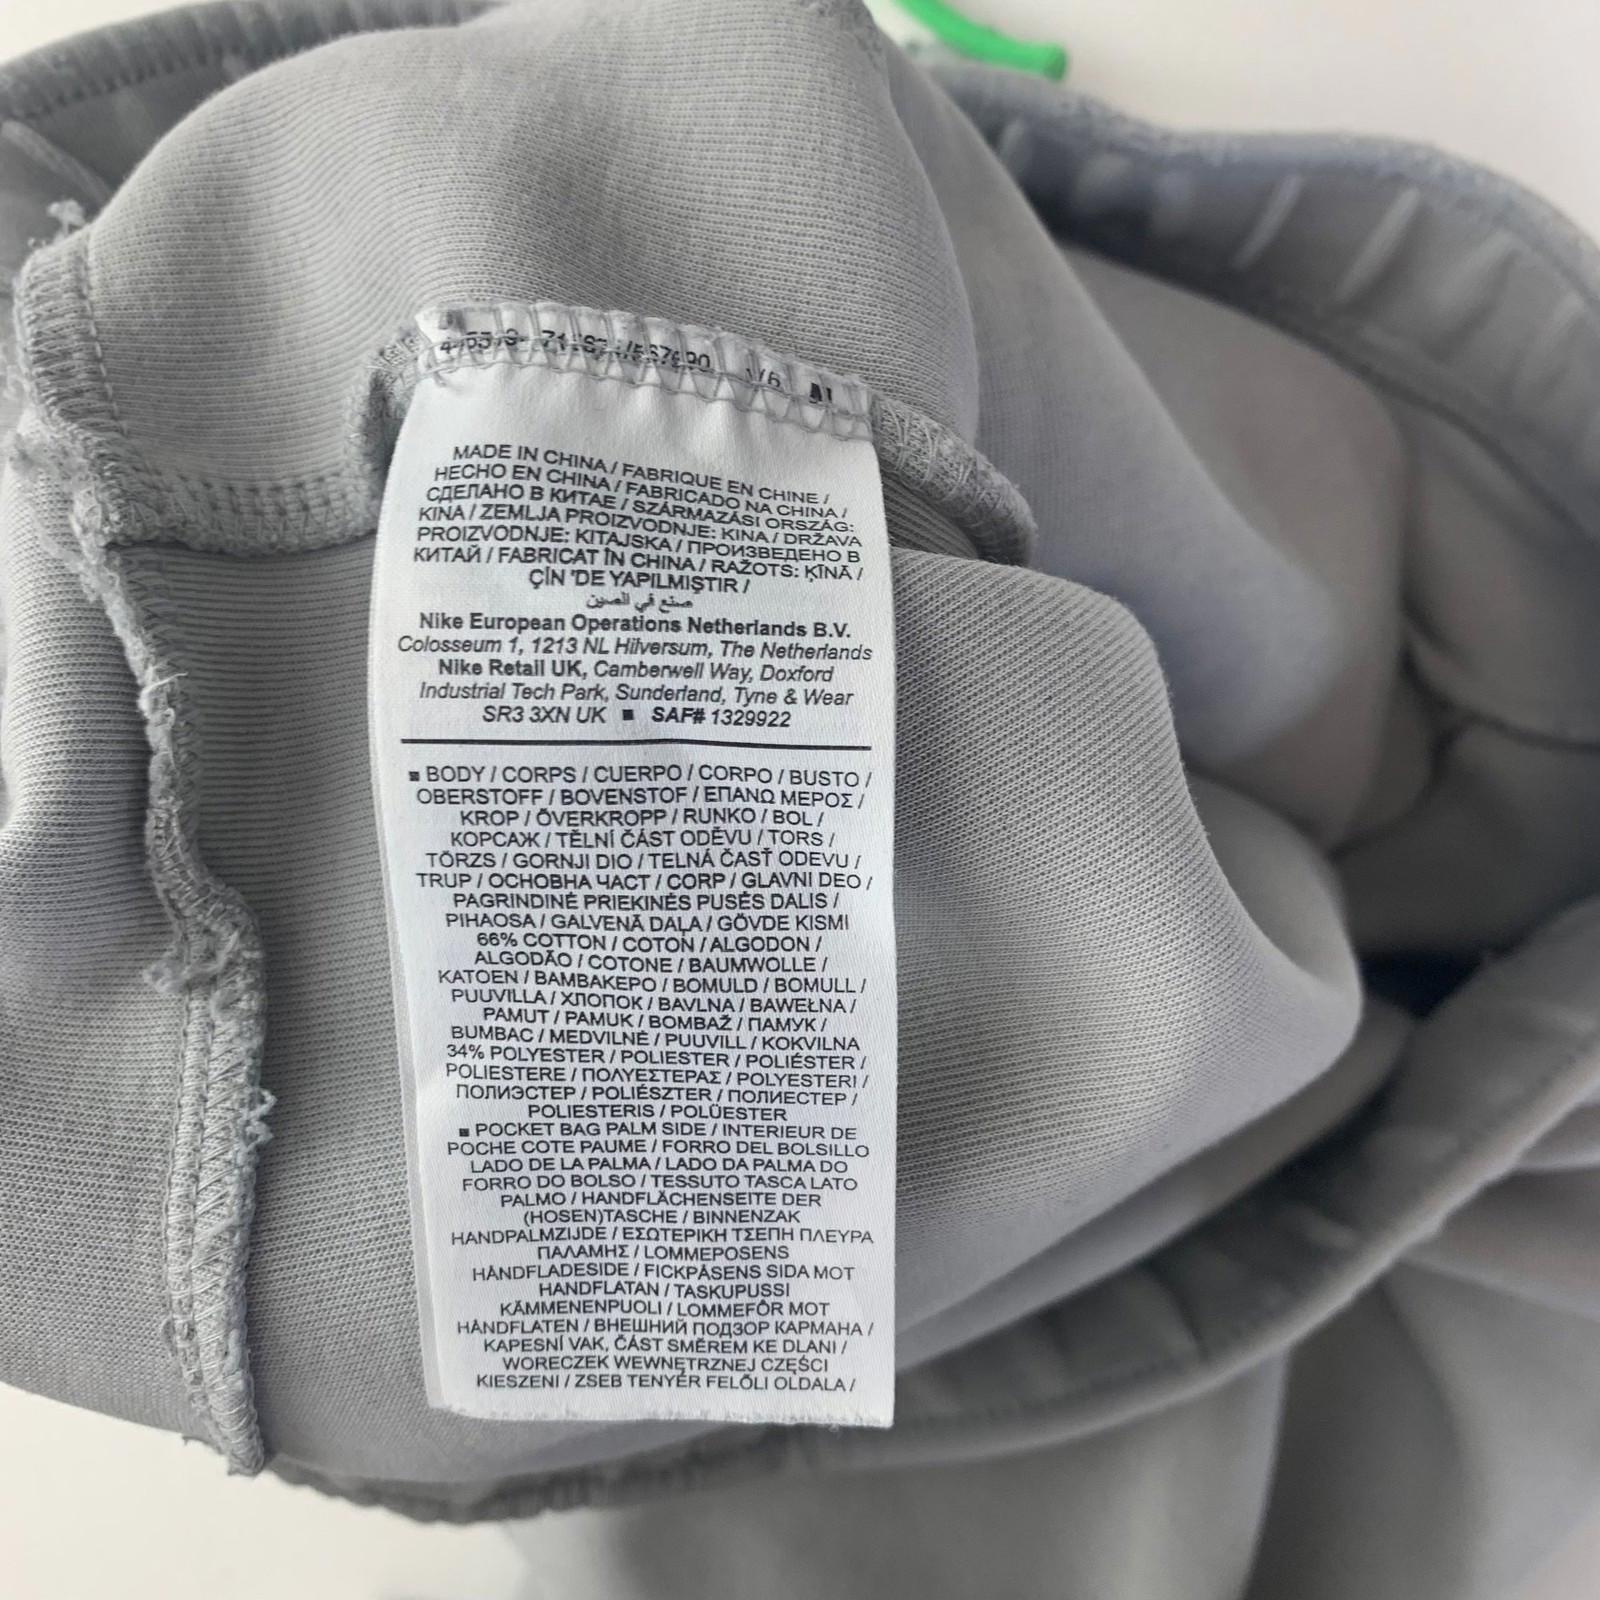 MADE IN CHINA / FABRIQUE EN CHINE /
HECHO EN CHINA / FABRICADO NA CHINA /
СДЕЛАНО В КИТАЕ / SZÁRMAZÁSI ORSZÁG:
KINA / ZEMLJA PROIZVODNJE: KINA / DRŽAVA
PROIZVODNJE: KITAJSKA / ПРОИЗВЕДЕНО В
КИТАЙ / FABRICAT ÎN CHINA / RAŽOTS: ĶĪNĀ /
ÇİN 'DE YAPILMIŞTIR /
صنع في الصين
Nike European Operations Netherlands B.V.
Colosseum 1, 1213 NL Hilversum, The Netherlands
Nike Retail UK, Camberwell Way, Doxford
Industrial Tech Park, Sunderland, Tyne & Wear
SR3 3XN UK ■ SAF# 1329922
■ BODY / CORPS / CUERPO / CORPO / BUSTO /
OBERSTOFF / BOVENSTOF / ΕΠΑΝΩ ΜΕΡΟΣ /
KROP / ÖVERKROPP / RUNKO / BOL /
КОРСАЖ / TĚLNÍ ČÁST ODĚVU / TORS /
TÖRZS / GORNJI DIO / TELNÁ ČASŤ ODEVU /
TRUP / ОСНОВНА ЧАСТ / CORP / GLAVNI DEO /
PAGRINDINĖ PRIEKINĖS PUSĖS DALIS /
PIHAOSA / GALVENĀ DAĻA / GÖVDE KISMI
66% COTTON / COTON / ALGODON /
ALGODÃO / COTONE / BAUMWOLLE /
KATOEN / ΒΑΜΒΑΚΕΡΟ / BOMULD / BOMULL /
PUUVILLA / ХЛОПОК / BAVLNA / BAWEŁNA /
PAMUT / PAMUK / BOMBAŽ / ПАМУК /
BUMBAC / MEDVILNĖ / PUUVILL / KOKVILNA
34% POLYESTER / POLIESTER / POLIÉSTER /
POLIESTERE / ΠΟΛΥΕΣΤΕΡΑΣ / POLYESTERI /
ПОЛИЭСТЕР / POLIÉSZTER / ПОЛИЕСТЕР /
POLIESTERIS / POLÜESTER
■ POCKET BAG PALM SIDE / INTERIEUR DE
POCHE COTE PAUME / FORRO DEL BOLSILLO
LADO DE LA PALMA / LADO DA PALMA DO
FORRO DO BOLSO / TESSUTO TASCA LATO
PALMO / HANDFLÄCHENSEITE DER
(HOSEN)TASCHE / BINNENZAK
HANDPALMZIJDE / ΕΣΩΤΕΡΙΚΗ ΤΣΕΠΗ ΠΛΕΥΡΑ
ΠΑΛΑΜΗΣ / LOMMEPOSENS
HÅNDFLADESIDE / FICKPÅSENS SIDA MOT
HANDFLATAN / TASKUPUSSI
KÄMMENENPUOLI / LOMMEFÔR MOT
HÅNDFLATEN / ВНЕШНИЙ ПОДЗОР КАРМАНА /
KAPESNÍ VAK, ČÁST SMĚREM KE DLANI /
WORECZEK WEWNĘTRZNEJ CZĘŚCI
KIESZENI / ZSEB TENYÉR FELŐLI OLDALA /